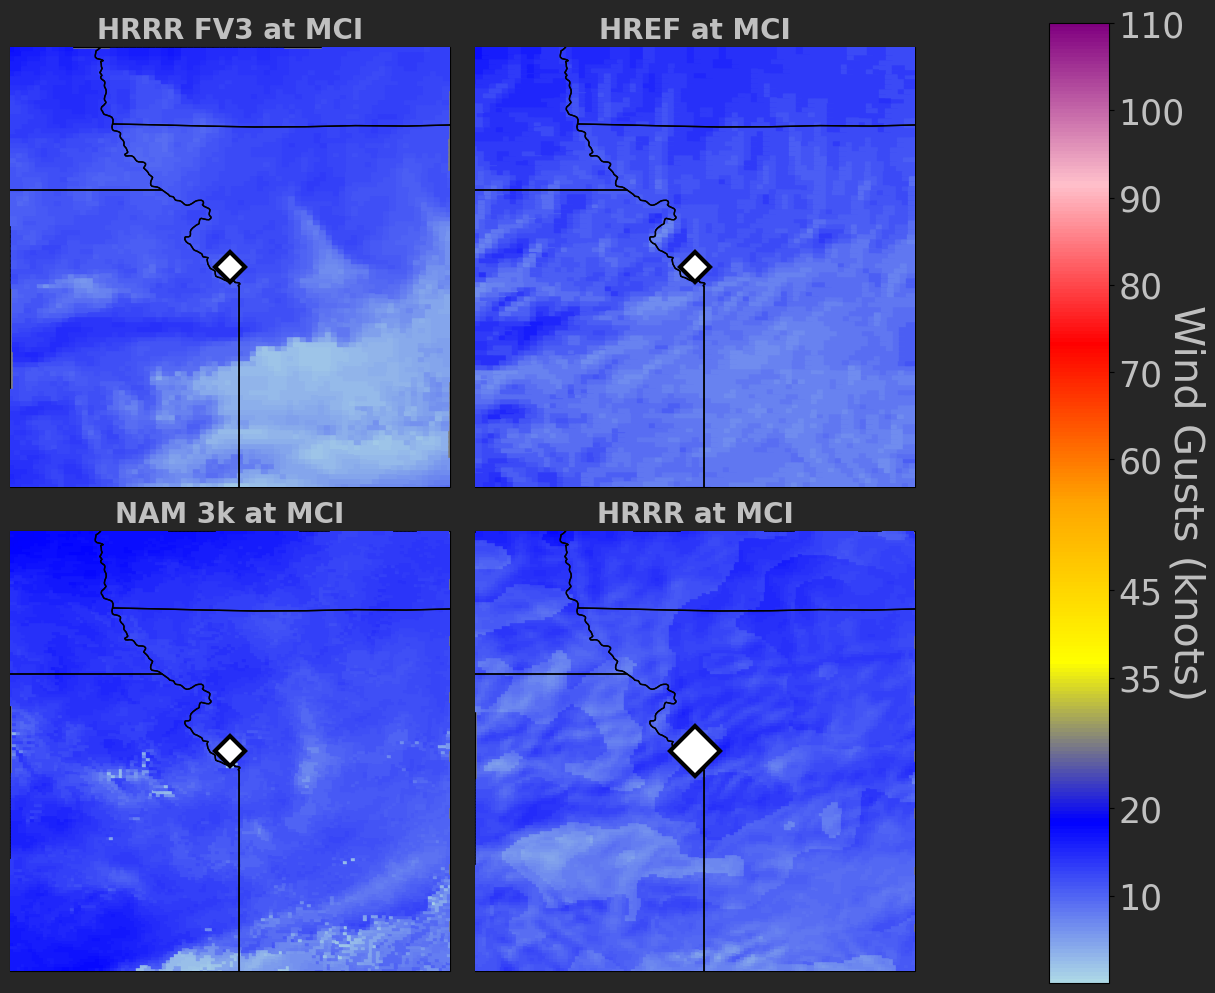 HRRR FV3 at MCI
HREF at MCI
NAM 3k at MCI
HRRR at MCI
110
100
90
80
70
60
45
35
20
10
Wind Gusts (knots)